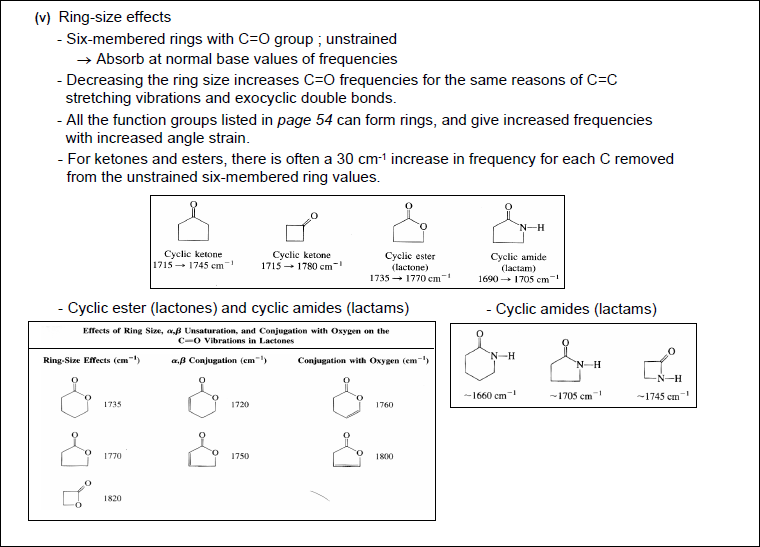 (v) Ring-size effects
- Six-membered rings with C=O group ; unstrained
→ Absorb at normal base values of frequencies
- Decreasing the ring size increases C=O frequencies for the same reasons of C=C
stretching vibrations and exocyclic double bonds.
- All the function groups listed in page 54 can form rings, and give increased frequencies
with increased angle strain.
- For ketones and esters, there is often a 30 cm⁻¹ increase in frequency for each C removed
from the unstrained six-membered ring values.
O
O
O
O
O
N—H
Cyclic ketone
1715 → 1745 cm⁻¹
Cyclic ketone
1715 → 1780 cm⁻¹
Cyclic ester
(lactone)
1735 → 1770 cm⁻¹
Cyclic amide
(lactam)
1690 → 1705 cm⁻¹
- Cyclic ester (lactones) and cyclic amides (lactams)
Effects of Ring Size, α,β Unsaturation, and Conjugation with Oxygen on the
C=O Vibrations in Lactones
Ring-Size Effects (cm⁻¹) α,β Conjugation (cm⁻¹) Conjugation with Oxygen (cm⁻¹)
O O O
O 1735 O 1720 O 1760
O O O
O 1770 O 1750 O 1800
O
O 1820
- Cyclic amides (lactams)
O
N—H
O
N—H
O
N—H
~1660 cm⁻¹ ~1705 cm⁻¹ ~1745 cm⁻¹